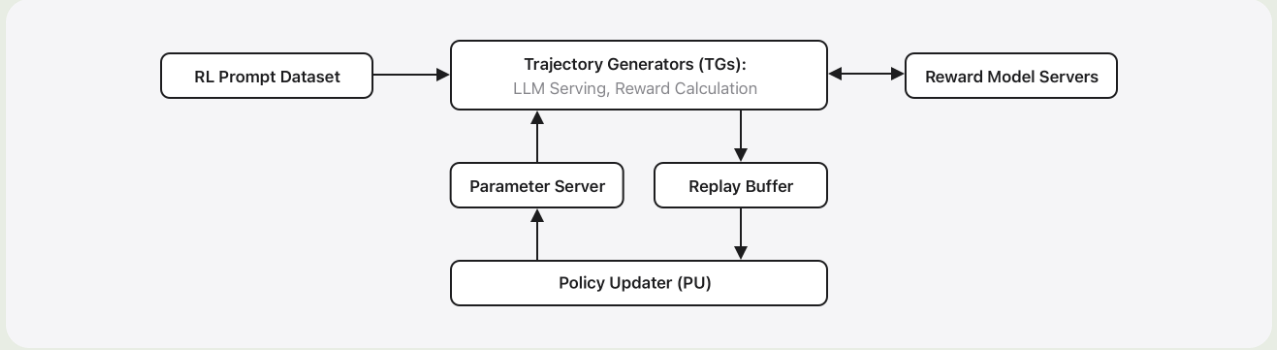 RL Prompt Dataset
Trajectory Generators (TGs):
LLM Serving, Reward Calculation
Reward Model Servers
Parameter Server
Replay Buffer
Policy Updater (PU)